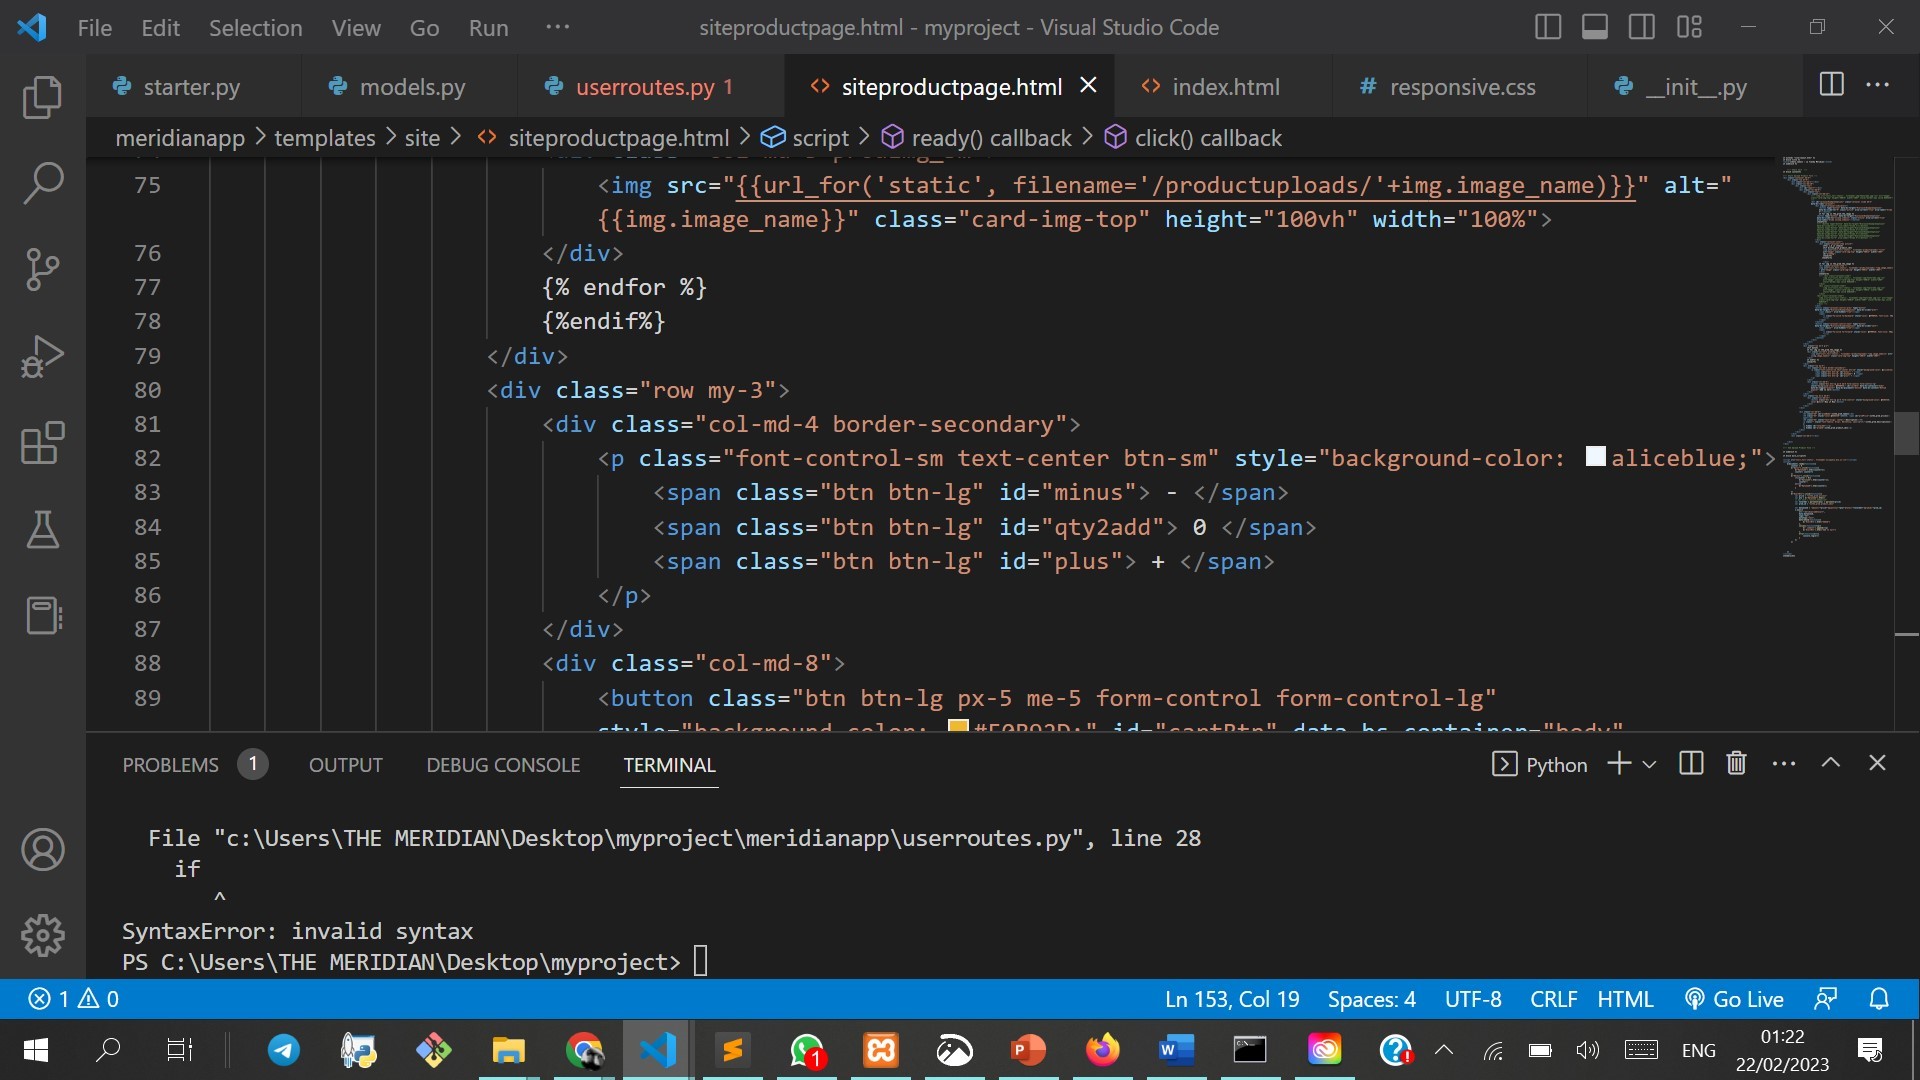 File Edit Selection View Go Run ··· siteproductpage.html - myproject - Visual Studio Code
starter.py models.py userroutes.py 1 siteproductpage.html index.html # responsive.css __init__.py ···
meridianapp > templates > site > siteproductpage.html > script > ready() callback > click() callback
75 <img src="{{url_for('static', filename='/productuploads/'+img.image_name)}}" alt="
{{img.image_name}}" class="card-img-top" height="100vh" width="100%">
76 </div>
77 {% endfor %}
78 {%endif%}
79 </div>
80 <div class="row my-3">
81 <div class="col-md-4 border-secondary">
82 <p class="font-control-sm text-center btn-sm" style="background-color: aliceblue;">
83 <span class="btn btn-lg" id="minus"> - </span>
84 <span class="btn btn-lg" id="qty2add"> 0 </span>
85 <span class="btn btn-lg" id="plus"> + </span>
86 </p>
87 </div>
88 <div class="col-md-8">
89 <button class="btn btn-lg px-5 me-5 form-control form-control-lg"
PROBLEMS 1 OUTPUT DEBUG CONSOLE TERMINAL Python ···
File "c:\Users\THE MERIDIAN\Desktop\myproject\meridianapp\userroutes.py", line 28
if
^
SyntaxError: invalid syntax
PS C:\Users\THE MERIDIAN\Desktop\myproject>
1 0 Ln 153, Col 19 Spaces: 4 UTF-8 CRLF HTML Go Live
1 ENG 01:22
22/02/2023